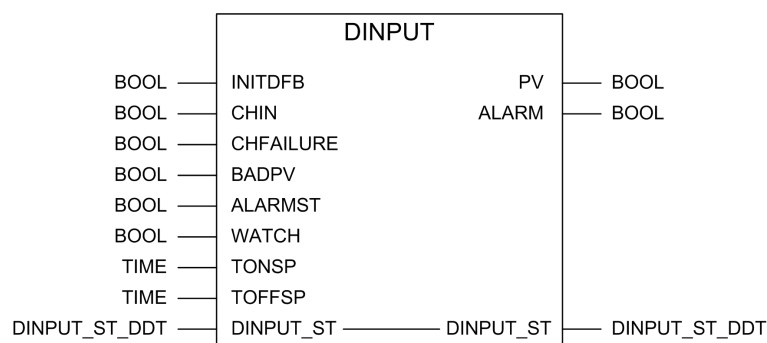 DINPUT
BOOL INITDFB PV BOOL
BOOL CHIN ALARM BOOL
BOOL CHFAILURE
BOOL BADPV
BOOL ALARMST
BOOL WATCH
TIME TONSP
TIME TOFFSP
DINPUT_ST_DDT DINPUT_ST DINPUT_ST DINPUT_ST_DDT